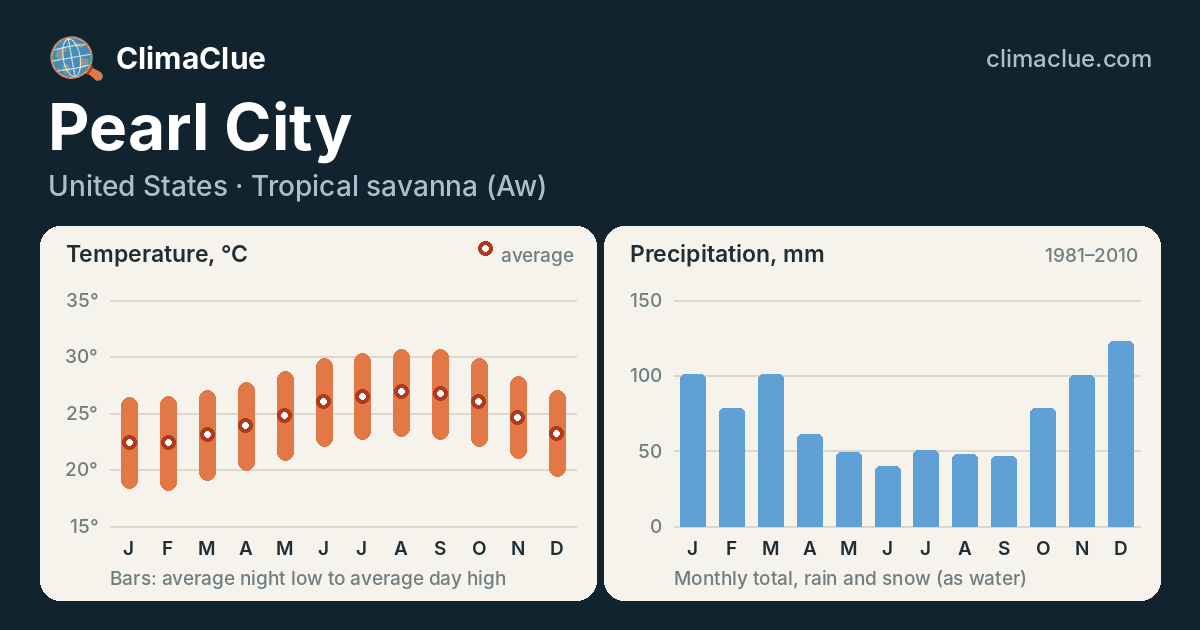 ClimaClue
climaclue.com
Pearl City
United States · Tropical savanna (Aw)
Temperature, °C
average
35°
30°
25°
20°
15°
J F M A M J J A S O N D
Bars: average night low to average day high
Precipitation, mm
1981–2010
150
100
50
0
J F M A M J J A S O N D
Monthly total, rain and snow (as water)